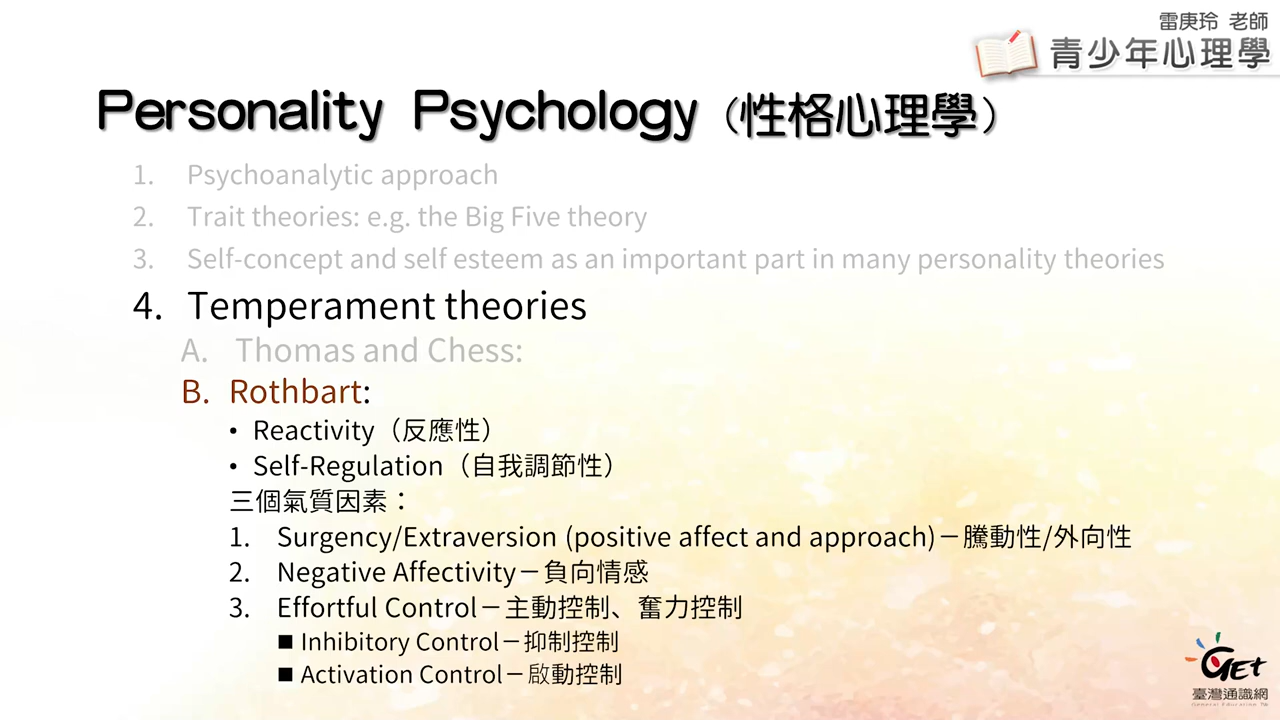 雷庚玲 老師
青少年心理學
Personality Psychology（性格心理學）
1. Psychoanalytic approach
2. Trait theories: e.g. the Big Five theory
3. Self-concept and self esteem as an important part in many personality theories
4. Temperament theories
A. Thomas and Chess:
B. Rothbart:
• Reactivity（反應性）
• Self-Regulation（自我調節性）
三個氣質因素：
1. Surgency/Extraversion (positive affect and approach)－騰動性/外向性
2. Negative Affectivity－負向情感
3. Effortful Control－主動控制、奮力控制
■ Inhibitory Control－抑制控制
■ Activation Control－啟動控制
GET
臺灣通識網
General Education